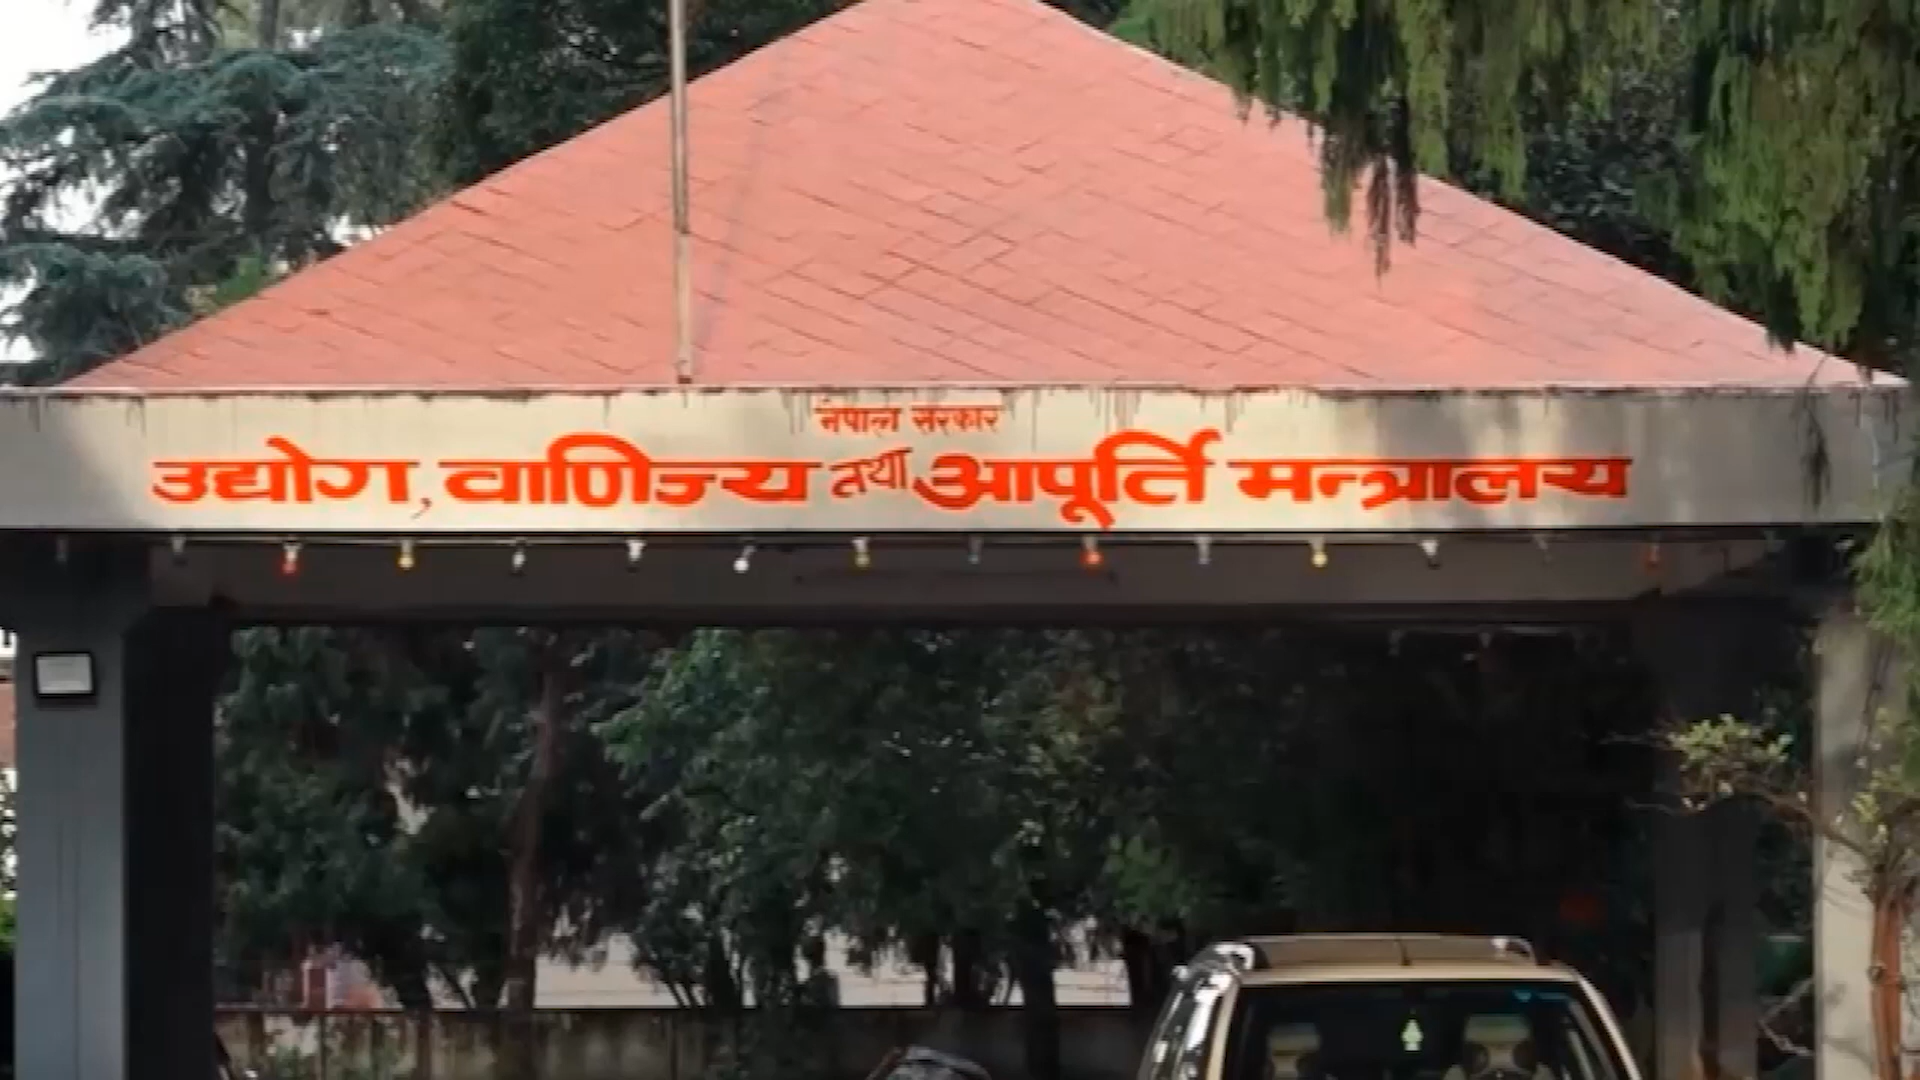 नेपाल सरकार
उद्योग, वाणिज्य तथा आपूर्ति मन्त्रालय